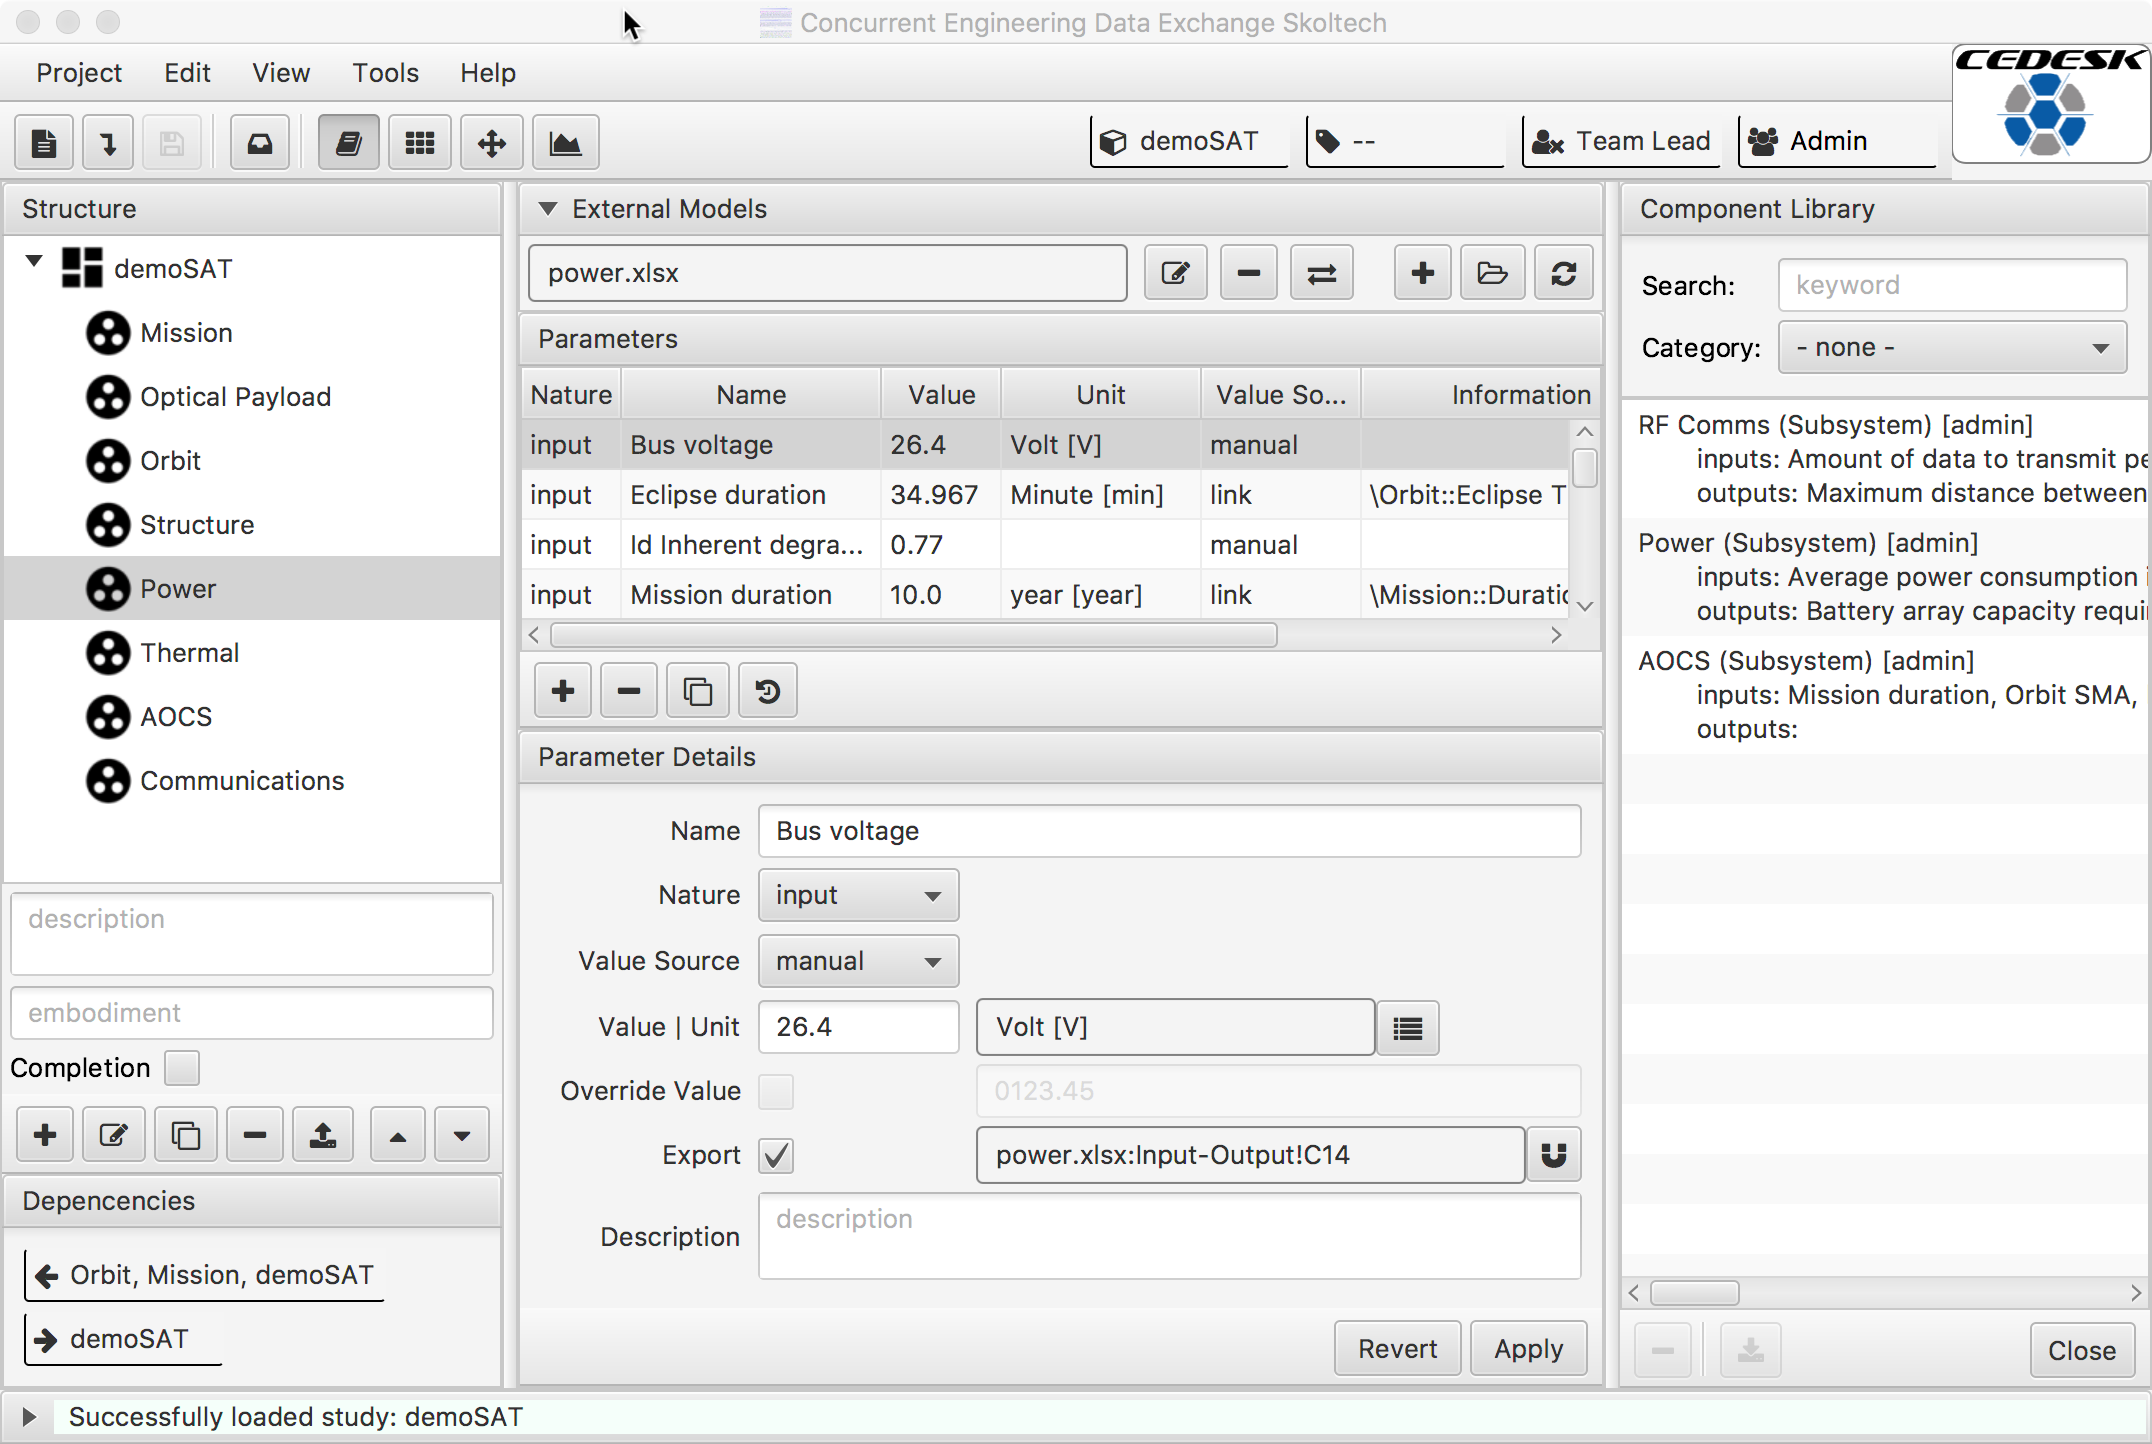 Concurrent Engineering Data Exchange Skoltech
Project Edit View Tools Help
CEDESK
demoSAT -- Team Lead Admin
Structure
demoSAT
Mission
Optical Payload
Orbit
Structure
Power
Thermal
AOCS
Communications
description
embodiment
Completion
Depencencies
Orbit, Mission, demoSAT
demoSAT
External Models
power.xlsx
Parameters
Nature Name Value Unit Value So... Information
input Bus voltage 26.4 Volt [V] manual
input Eclipse duration 34.967 Minute [min] link \Orbit::Eclipse T
input Id Inherent degra... 0.77 manual
input Mission duration 10.0 year [year] link \Mission::Duratio
Parameter Details
Name Bus voltage
Nature input
Value Source manual
Value | Unit 26.4 Volt [V]
Override Value 0123.45
Export power.xlsx:Input-Output!C14
Description description
Revert Apply
Component Library
Search: keyword
Category: - none -
RF Comms (Subsystem) [admin]
inputs: Amount of data to transmit pe
outputs: Maximum distance between
Power (Subsystem) [admin]
inputs: Average power consumption i
outputs: Battery array capacity requi
AOCS (Subsystem) [admin]
inputs: Mission duration, Orbit SMA,
outputs:
Close
Successfully loaded study: demoSAT